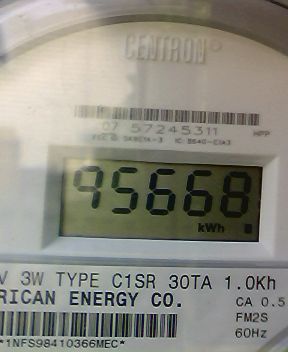 CENTRON®
07 57245311
HPP
95668
kWh
V 3W TYPE C1SR 30TA 1.0Kh
RICAN ENERGY CO.
CA 0.5
FM2S
60Hz
*1NFS98410366MEC*